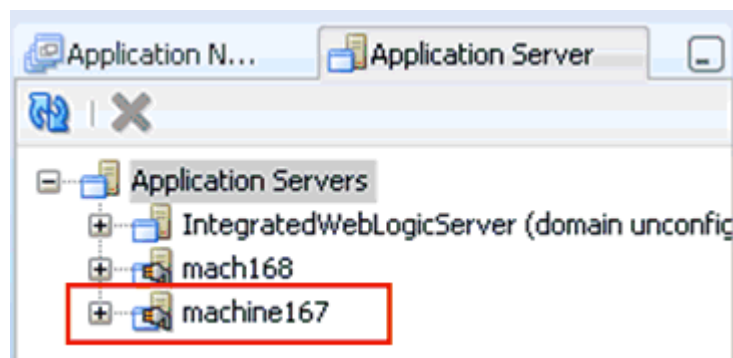 Application N... Application Server
Application Servers
IntegratedWebLogicServer (domain unconfig
mach168
machine167